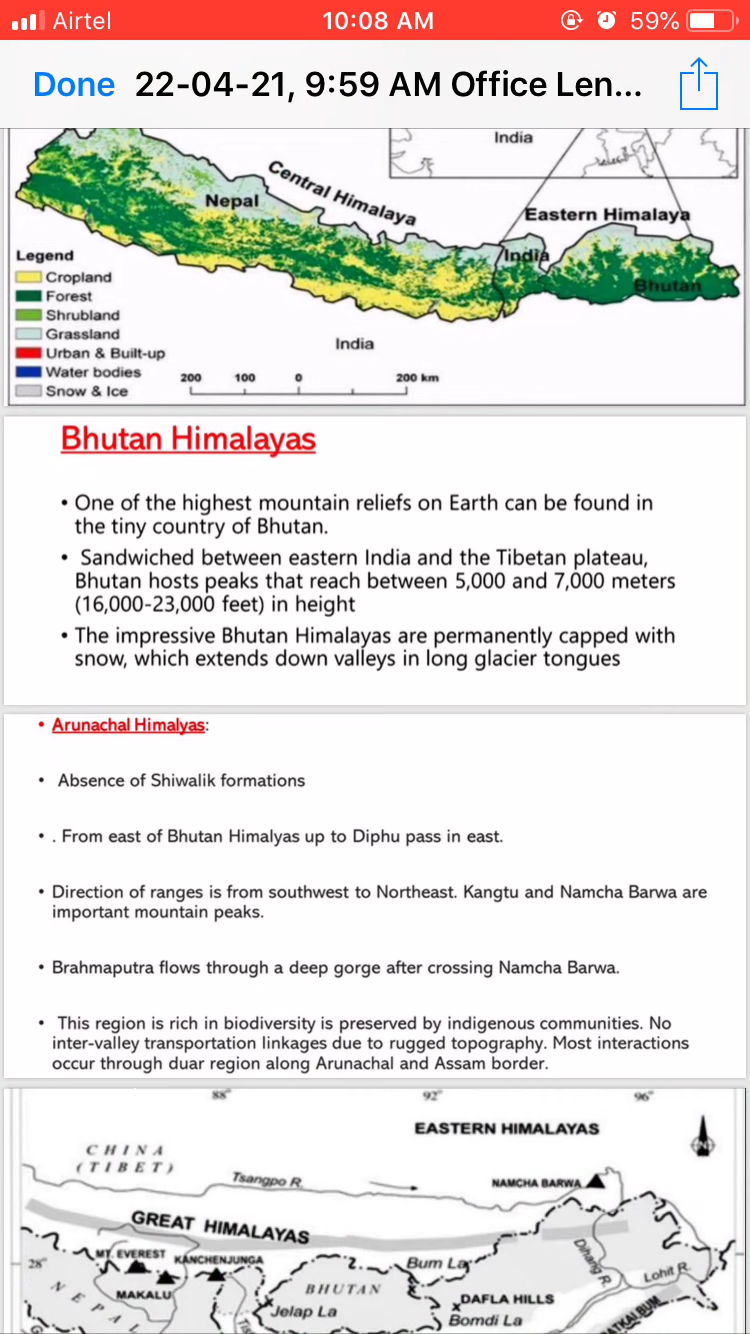 Airtel 10:08 AM 59%
Done 22-04-21, 9:59 AM Office Len...
India
Central Himalaya
Nepal
Eastern Himalaya
India
Bhutan
Legend
Cropland
Forest
Shrubland
Grassland
Urban & Built-up
Water bodies
Snow & Ice
India
200 100 0 200 km
Bhutan Himalayas
• One of the highest mountain reliefs on Earth can be found in
the tiny country of Bhutan.
• Sandwiched between eastern India and the Tibetan plateau,
Bhutan hosts peaks that reach between 5,000 and 7,000 meters
(16,000-23,000 feet) in height
• The impressive Bhutan Himalayas are permanently capped with
snow, which extends down valleys in long glacier tongues
• Arunachal Himalyas:
• Absence of Shiwalik formations
• . From east of Bhutan Himalyas up to Diphu pass in east.
• Direction of ranges is from southwest to Northeast. Kangtu and Namcha Barwa are
important mountain peaks.
• Brahmaputra flows through a deep gorge after crossing Namcha Barwa.
• This region is rich in biodiversity is preserved by indigenous communities. No
inter-valley transportation linkages due to rugged topography. Most interactions
occur through duar region along Arunachal and Assam border.
88° 92° 96°
EASTERN HIMALAYAS
N
CHINA
(TIBET)
Tsangpo R.
NAMCHA BARWA
GREAT HIMALAYAS
28°
MT. EVEREST
KANCHENJUNGA
MAKALU
NEPAL
BHUTAN
Bum La
Jelap La
Dihang R.
Lohit R.
DAFLA HILLS
Bomdi La